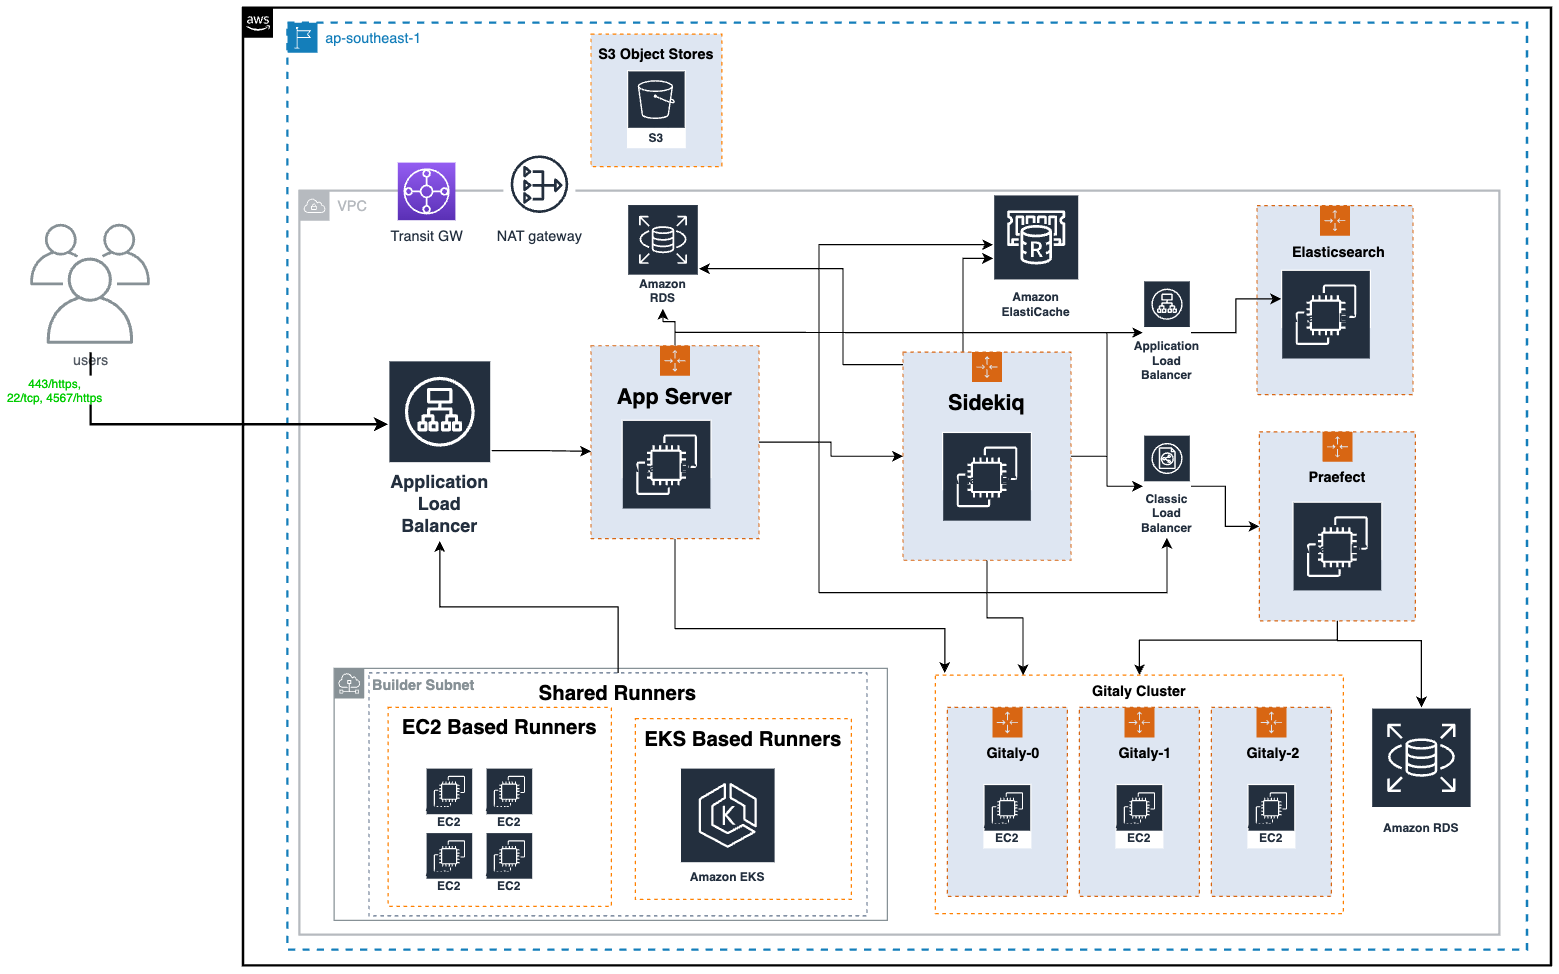 aws
ap-southeast-1
S3 Object Stores
S3
VPC
Transit GW
NAT gateway
Amazon
RDS
Amazon
ElastiCache
Elasticsearch
Application
Load
Balancer
users
443/https,
22/tcp, 4567/https
App Server
Sidekiq
Application
Load
Balancer
Classic
Load
Balancer
Praefect
Builder Subnet
Shared Runners
EC2 Based Runners
EC2
EC2
EC2
EC2
EKS Based Runners
K
Amazon EKS
Gitaly Cluster
Gitaly-0
EC2
Gitaly-1
EC2
Gitaly-2
EC2
Amazon RDS
R